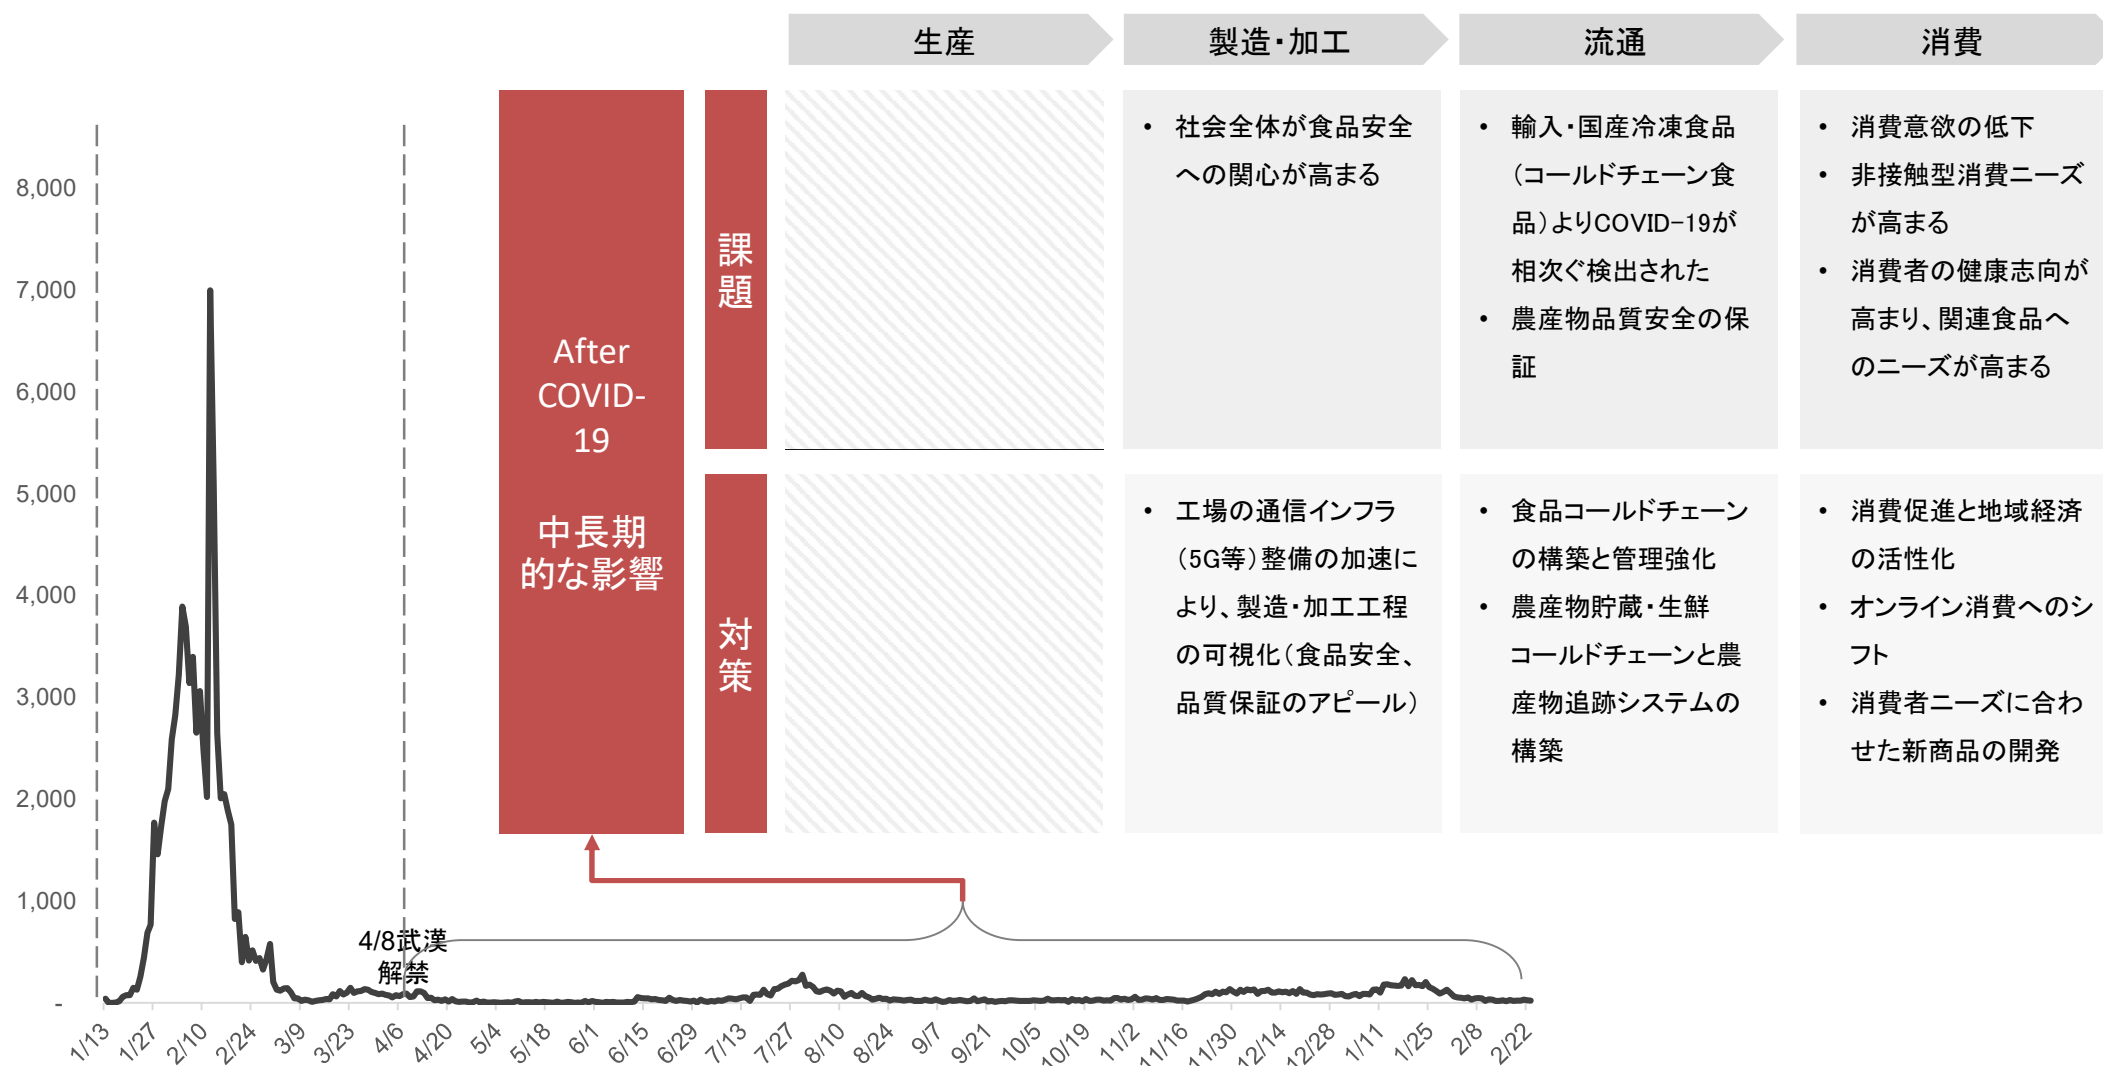 生産
製造・加工
流通
消費
After
COVID-
19
中長期
的な影響
課
題
• 社会全体が食品安全
への関心が高まる
• 輸入・国産冷凍食品
（コールドチェーン食
品）よりCOVID-19が
相次ぐ検出された
• 農産物品質安全の保
証
• 消費意欲の低下
• 非接触型消費ニーズ
が高まる
• 消費者の健康志向が
高まり、関連食品へ
のニーズが高まる
対
策
• 工場の通信インフラ
（5G等）整備の加速に
より、製造・加工工程
の可視化（食品安全、
品質保証のアピール）
• 食品コールドチェーン
の構築と管理強化
• 農産物貯蔵・生鮮
コールドチェーンと農
産物追跡システムの
構築
• 消費促進と地域経済
の活性化
• オンライン消費へのシ
フト
• 消費者ニーズに合わ
せた新商品の開発
8,000
7,000
6,000
5,000
4,000
3,000
2,000
1,000
-
4/8武漢
解禁
1/13
1/27
2/10
2/24
3/9
3/23
4/6
4/20
5/4
5/18
6/1
6/15
6/29
7/13
7/27
8/10
8/24
9/7
9/21
10/5
10/19
11/2
11/16
11/30
12/14
12/28
1/11
1/25
2/8
2/22